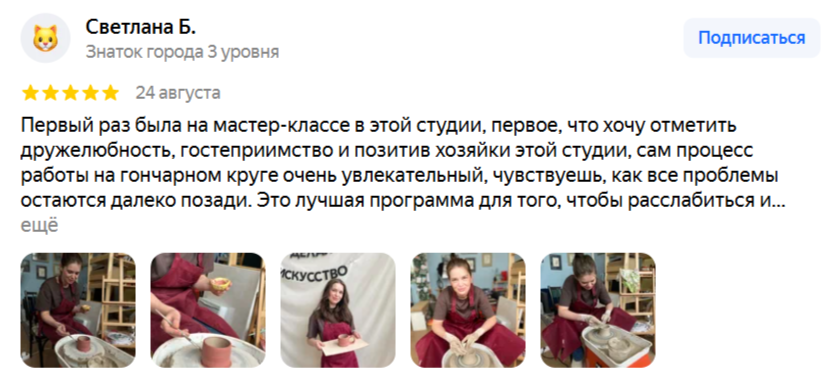 Светлана Б.
Знаток города 3 уровня
Подписаться
24 августа
Первый раз была на мастер-классе в этой студии, первое, что хочу отметить
дружелюбность, гостеприимство и позитив хозяйки этой студии, сам процесс
работы на гончарном круге очень увлекательный, чувствуешь, как все проблемы
остаются далеко позади. Это лучшая программа для того, чтобы расслабиться и...
ещё
ИСКУССТВО